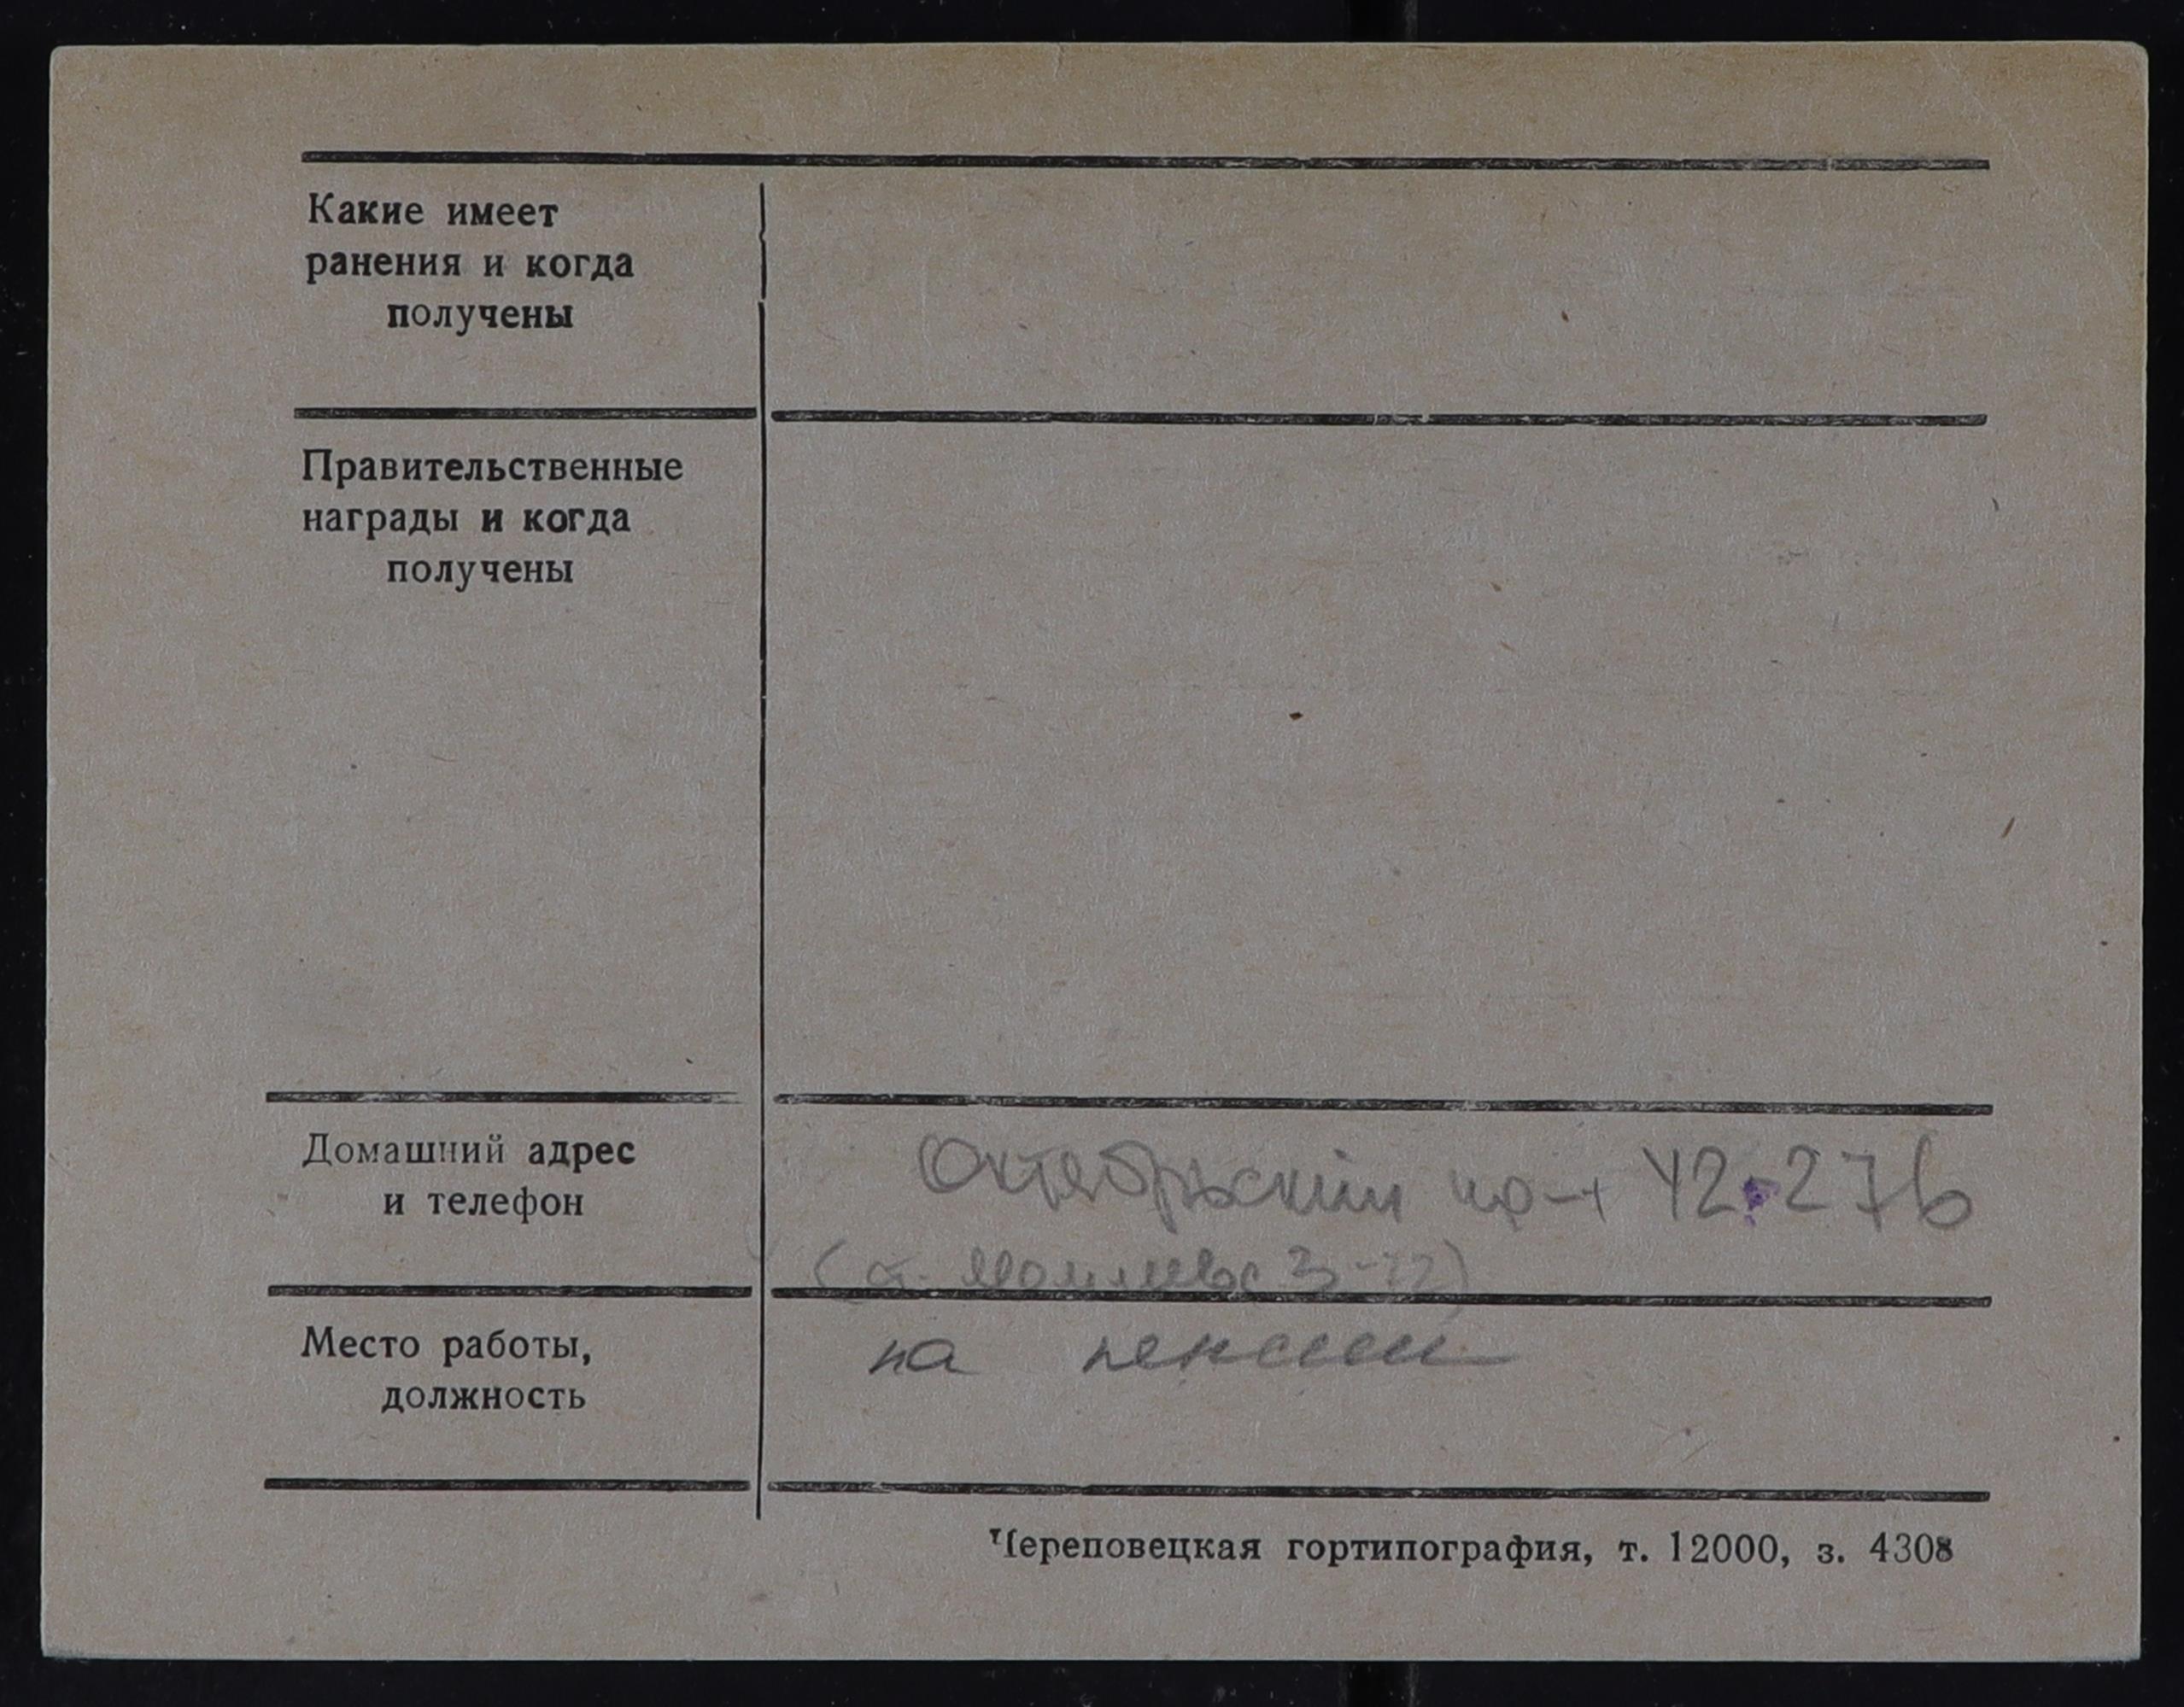 Какие имеет
ранения и когда
получены
Правительственные
награды и когда
получены
Домашний адрес
и телефон
Октябрьский пр-т 42-276
Место работы,
должность
на пенсии
Череповецкая гортипография, т. 12000, з. 4308